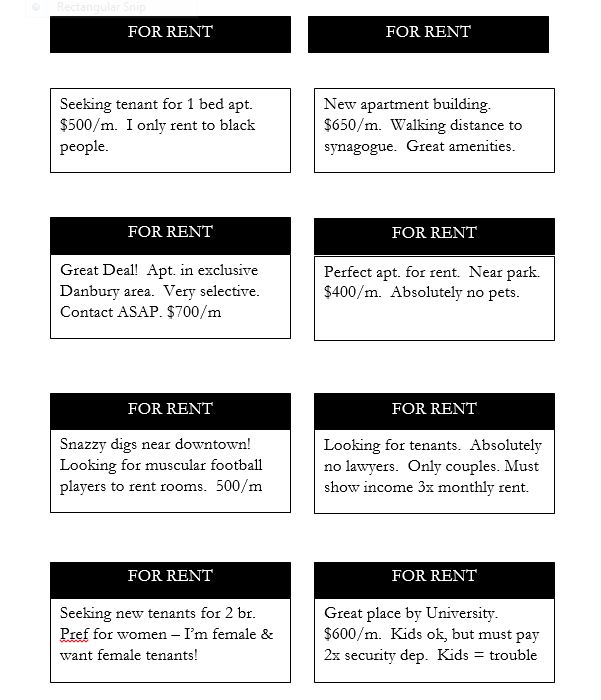 Rectangular Snip
FOR RENT
Seeking tenant for 1 bed apt.
$500/m. I only rent to black
people.
FOR RENT
New apartment building.
$650/m. Walking distance to
synagogue. Great amenities.
FOR RENT
Great Deal! Apt. in exclusive
Danbury area. Very selective.
Contact ASAP. $700/m
FOR RENT
Perfect apt. for rent. Near park.
$400/m. Absolutely no pets.
FOR RENT
Snazzy digs near downtown!
Looking for muscular football
players to rent rooms. 500/m
FOR RENT
Looking for tenants. Absolutely
no lawyers. Only couples. Must
show income 3x monthly rent.
FOR RENT
Seeking new tenants for 2 br.
Pref for women – I'm female &
want female tenants!
FOR RENT
Great place by University.
$600/m. Kids ok, but must pay
2x security dep. Kids = trouble